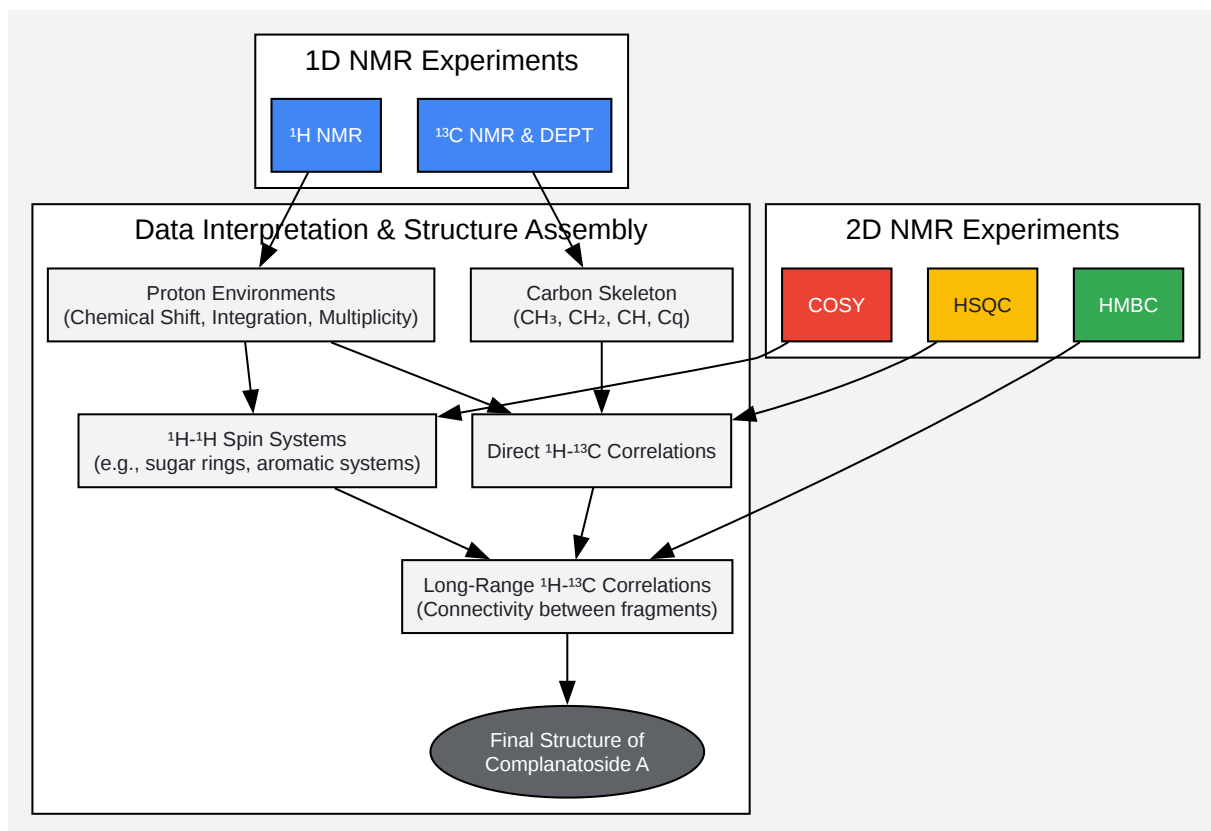 1D NMR Experiments
¹H NMR
¹³C NMR & DEPT
Data Interpretation & Structure Assembly
2D NMR Experiments
Proton Environments
(Chemical Shift, Integration, Multiplicity)
Carbon Skeleton
(CH₃, CH₂, CH, Cq)
COSY
HSQC
HMBC
¹H-¹H Spin Systems
(e.g., sugar rings, aromatic systems)
Direct ¹H-¹³C Correlations
Long-Range ¹H-¹³C Correlations
(Connectivity between fragments)
Final Structure of
Complanatoside A